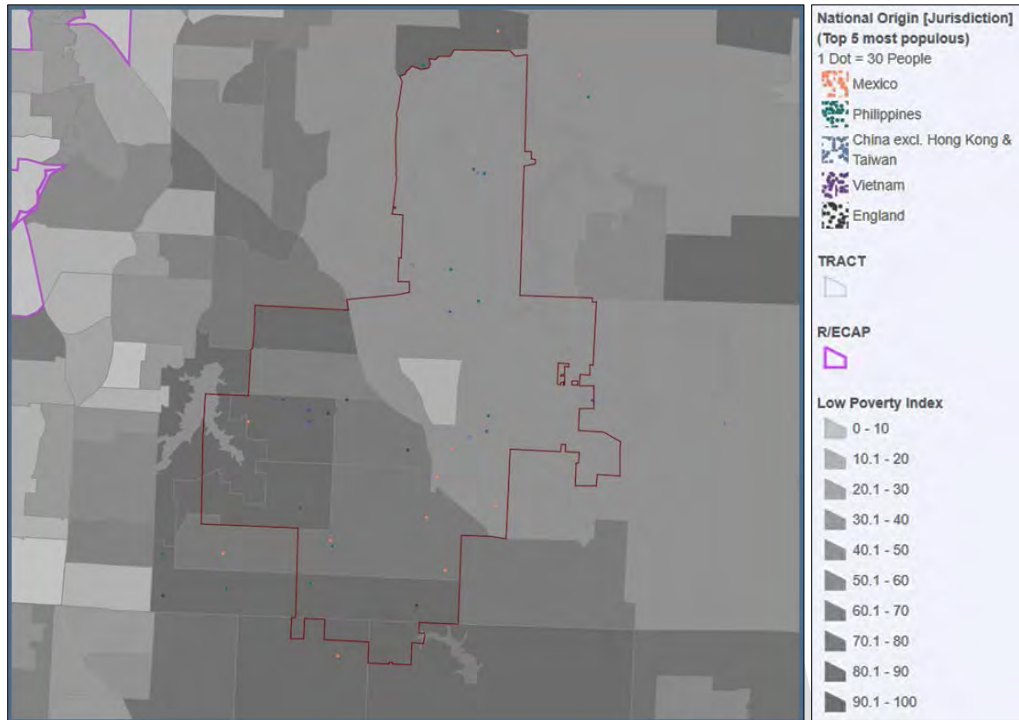 National Origin [Jurisdiction]
(Top 5 most populous)
1 Dot = 30 People
Mexico
Philippines
China excl. Hong Kong &
Taiwan
Vietnam
England
TRACT
R/ECAP
Low Poverty Index
0 - 10
10.1 - 20
20.1 - 30
30.1 - 40
40.1 - 50
50.1 - 60
60.1 - 70
70.1 - 80
80.1 - 90
90.1 - 100